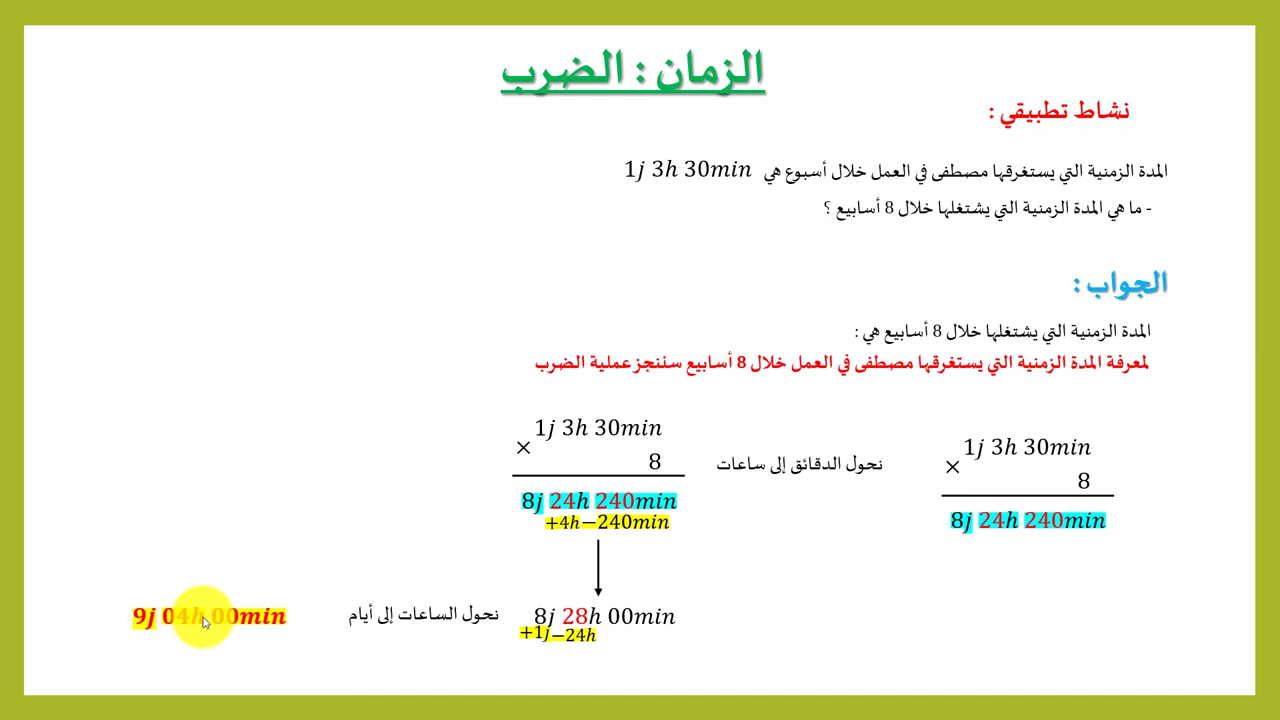 الزمان : الضرب
نشاط تطبيقي :
المدة الزمنية التي يستغرقها مصطفى في العمل خلال أسبوع هي 1j 3h 30min
- ما هي المدة الزمنية التي يشتغلها خلال 8 أسابيع ؟
الجواب :
المدة الزمنية التي يشتغلها خلال 8 أسابيع هي :
لمعرفة المدة الزمنية التي يستغرقها مصطفى في العمل خلال 8 أسابيع سننجز عملية الضرب
1j 3h 30min
×
8
8j 24h 240min
نحول الدقائق إلى ساعات
1j 3h 30min
×
8
8j 24h 240min
+4h−240min
8j 28h 00min
+1j−24h
نحول الساعات إلى أيام
9j 04h 00min